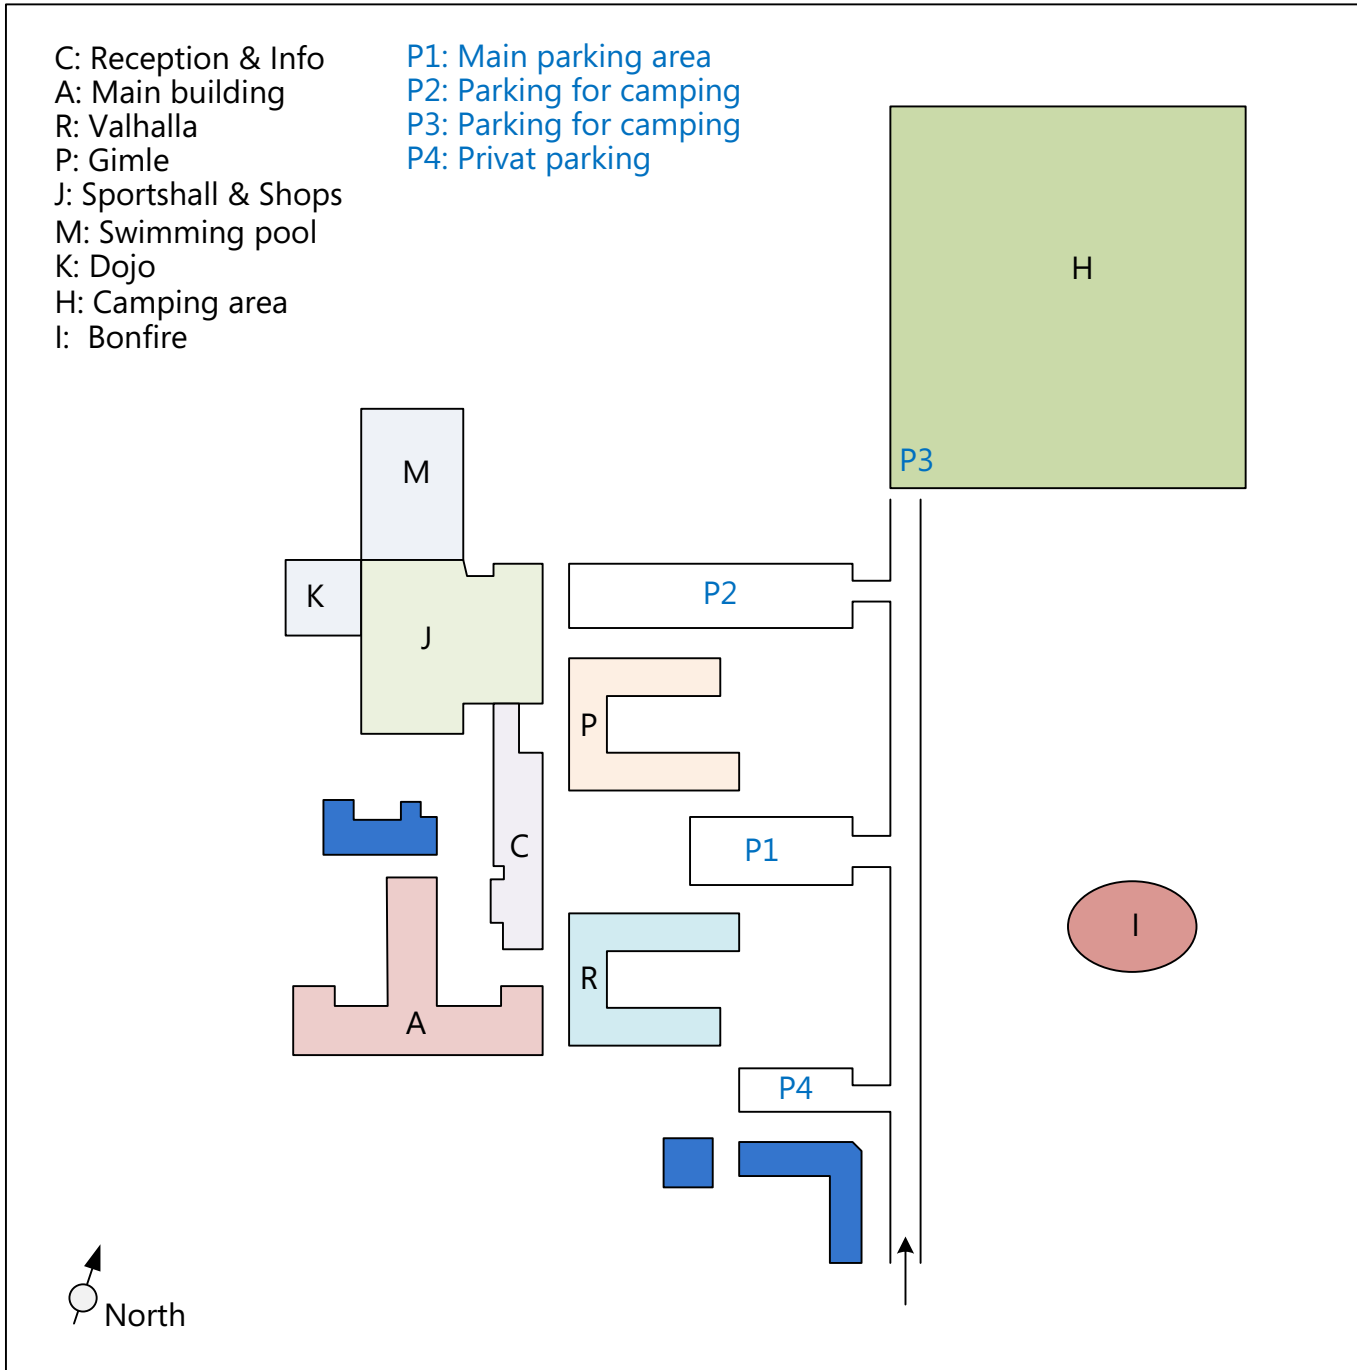 C: Reception & Info
A: Main building
R: Valhalla
P: Gimle
J: Sportshall & Shops
M: Swimming pool
K: Dojo
H: Camping area
I: Bonfire
P1: Main parking area
P2: Parking for camping
P3: Parking for camping
P4: Privat parking
H
P3
M
K
P2
J
P
C
P1
I
R
A
P4
North